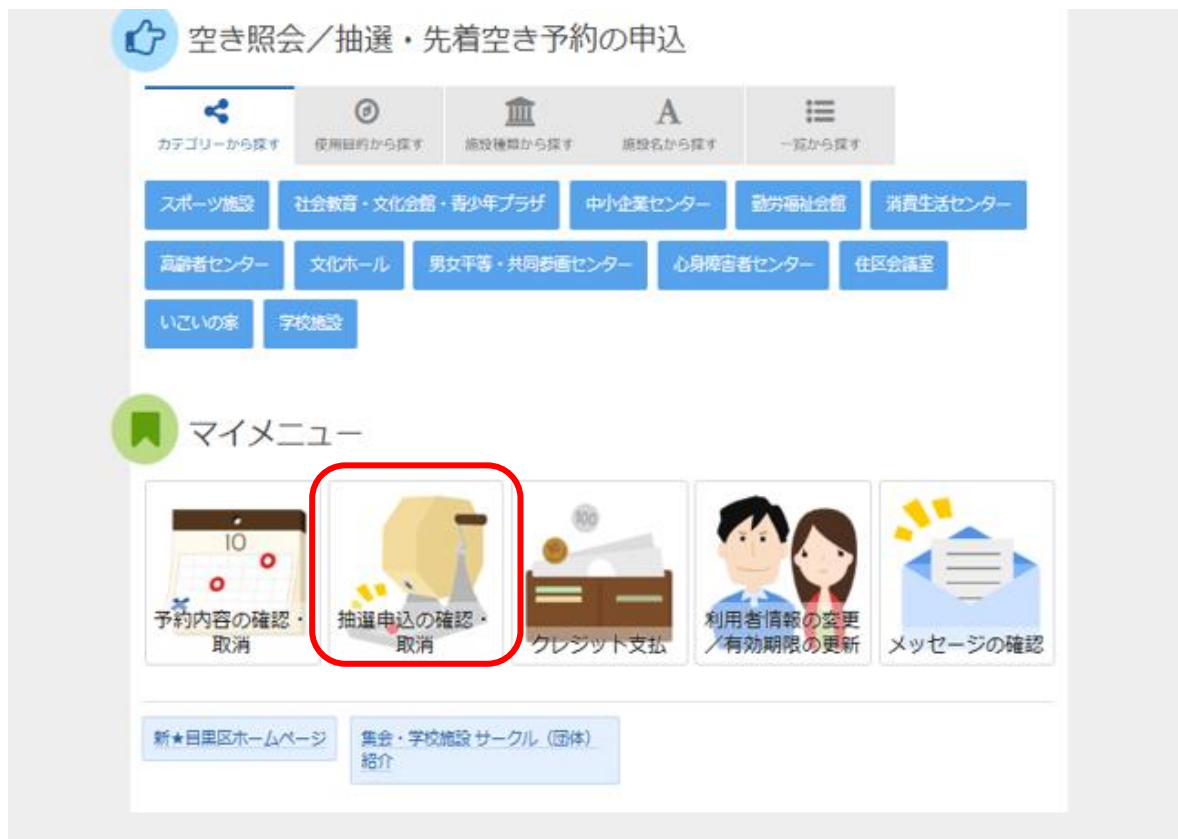 空き照会／抽選・先着空き予約の申込
カテゴリーから探す
使用目的から探す
施設種類から探す
A
施設名から探す
一覧から探す
スポーツ施設
社会教育・文化会館・青少年プラザ
中小企業センター
勤労福祉会館
消費生活センター
高齢者センター
文化ホール
男女平等・共同参画センター
心身障害者センター
住区会議室
いこいの家
学校施設
マイメニュー
10
予約内容の確認・
取消
抽選申込の確認・
取消
100
クレジット支払
利用者情報の変更
／有効期限の更新
メッセージの確認
新★目黒区ホームページ
集会・学校施設 サークル（団体）
紹介